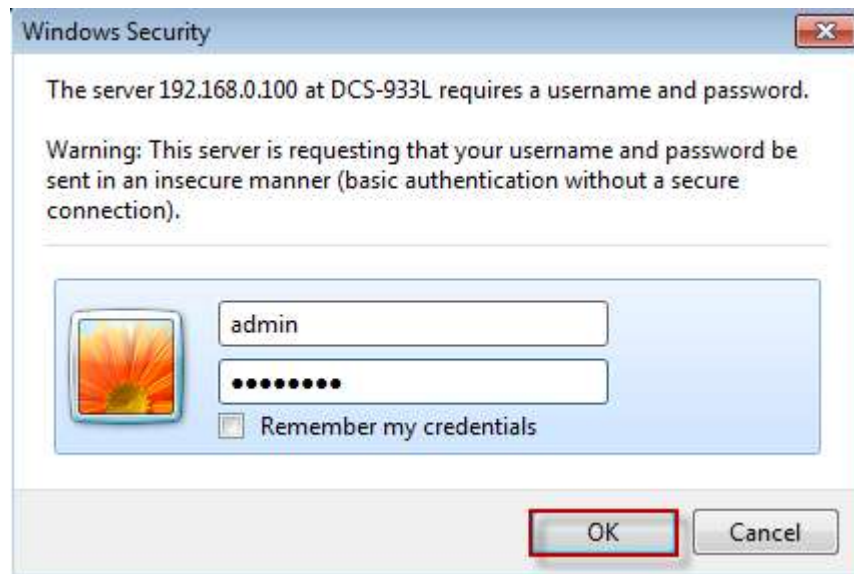 Windows Security
The server 192.168.0.100 at DCS-933L requires a username and password.
Warning: This server is requesting that your username and password be
sent in an insecure manner (basic authentication without a secure
connection).
admin
●●●●●●●●
Remember my credentials
OK
Cancel